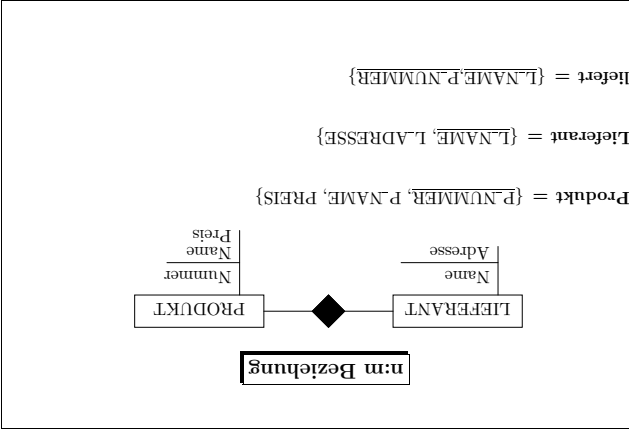 n:m Beziehung
LIEFERANT PRODUKT
Name Nummer
Adresse Name
Preis
Produkt = {P_NUMMER, P_NAME, PREIS}
Lieferant = {L_NAME, L_ADRESSE}
liefert = {L_NAME,P_NUMMER}